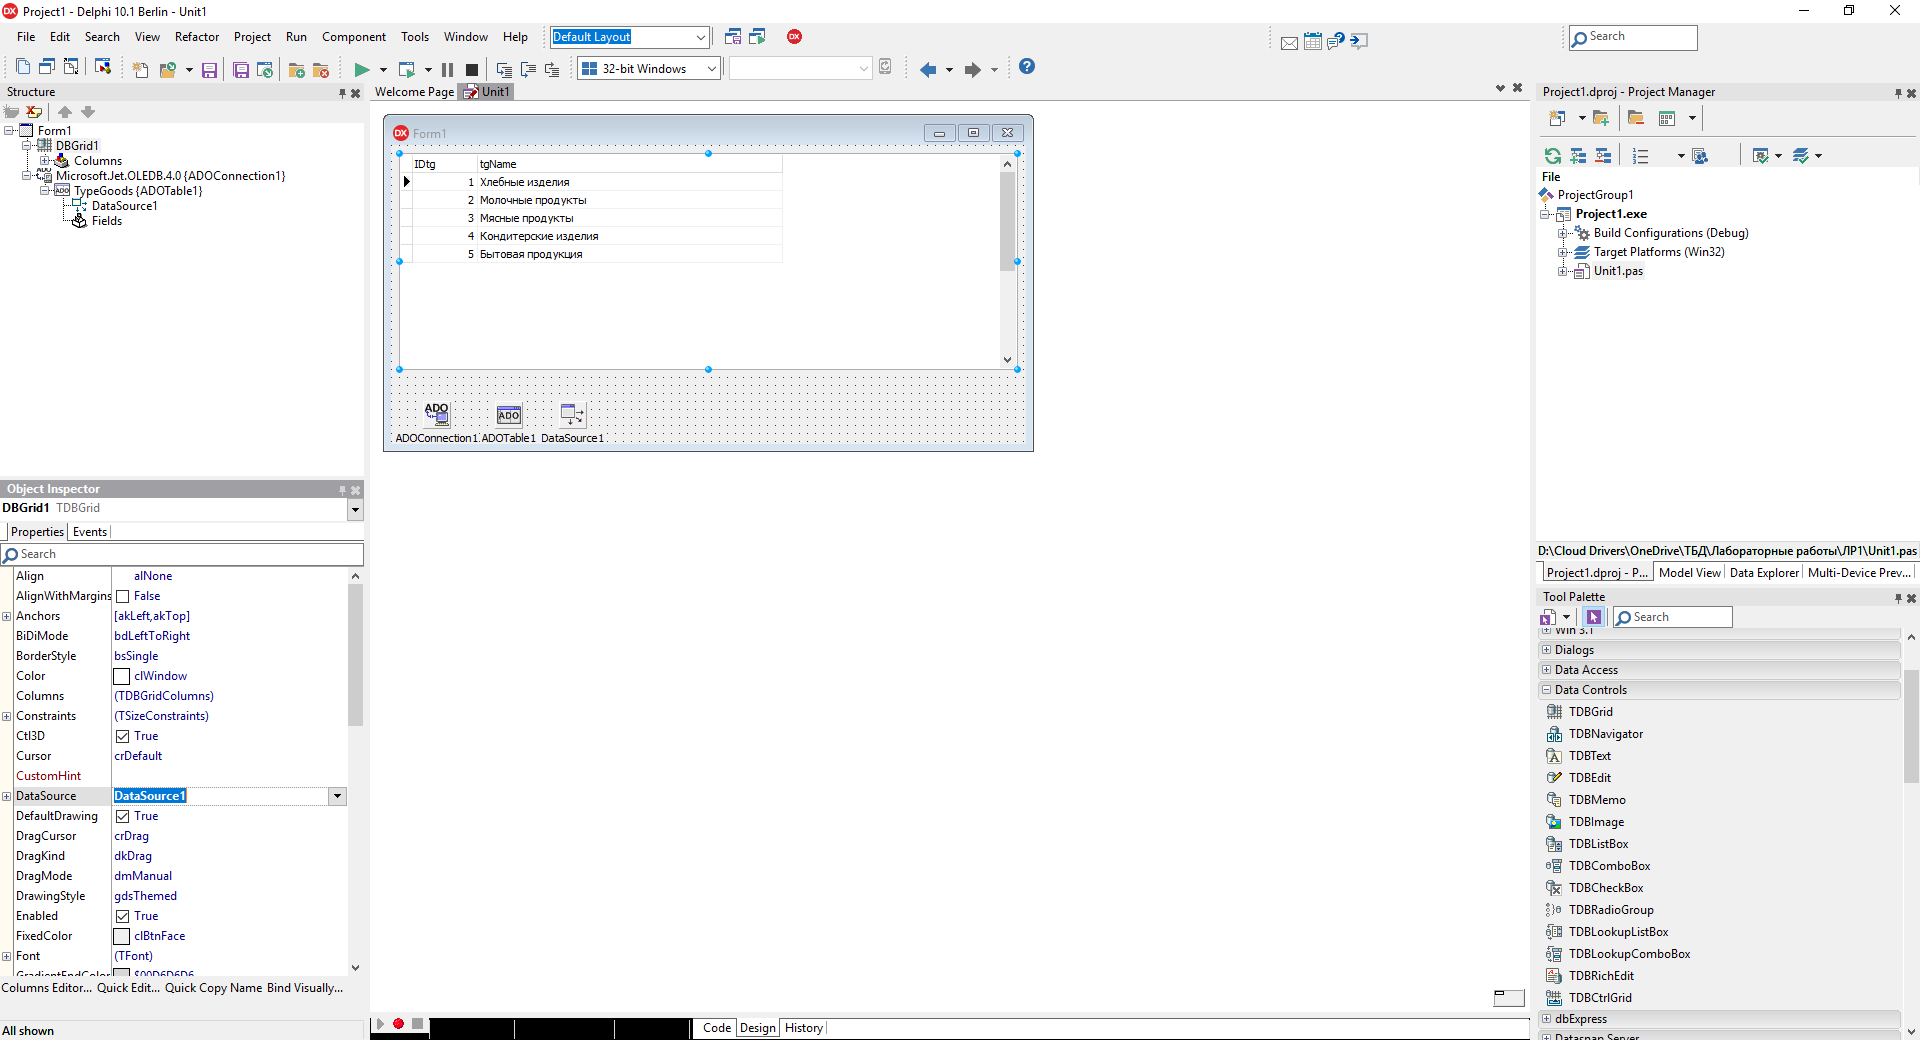 Project1 - Delphi 10.1 Berlin - Unit1
File Edit Search View Refactor Project Run Component Tools Window Help Default Layout Search
32-bit Windows
Structure
Form1
DBGrid1
Columns
MicrosoftJet.OLEDB.4.0 {ADOConnection1}
TypeGoods {ADOTable1}
DataSource1
Fields
Object Inspector
DBGrid1 TDBGrid
Properties Events
Search
Align alNone
AlignWithMargins False
Anchors [akLeft,akTop]
BiDiMode bdLeftToRight
BorderStyle bsSingle
Color clWindow
Columns (TDBGridColumns)
Constraints (TSizeConstraints)
Ctl3D True
Cursor crDefault
CustomHint
DataSource DataSource1
DefaultDrawing True
DragCursor crDrag
DragKind dkDrag
DragMode dmManual
DrawingStyle gdsThemed
Enabled True
FixedColor clBtnFace
Font (TFont)
GradientEndColor $00D6D6D6
Columns Editor... Quick Edit... Quick Copy Name Bind Visually...
All shown
Welcome Page Unit1
Form1
IDtg tgName
1 Хлебные изделия
2 Молочные продукты
3 Мясные продукты
4 Кондитерские изделия
5 Бытовая продукция
ADO ADO
ADOConnection1 ADOTable1 DataSource1
Code Design History
Project1.dproj - Project Manager
File
ProjectGroup1
Project1.exe
Build Configurations (Debug)
Target Platforms (Win32)
Unit1.pas
D:\Cloud Drivers\OneDrive\ТБД\Лабораторные работы\ЛР1\Unit1.pas
Project1.dproj - P... Model View Data Explorer Multi-Device Prev...
Tool Palette
Search
Win 3.1
Dialogs
Data Access
Data Controls
TDBGrid
TDBNavigator
TDBText
TDBEdit
TDBMemo
TDBImage
TDBListBox
TDBComboBox
TDBCheckBox
TDBRadioGroup
TDBLookupListBox
TDBLookupComboBox
TDBRichEdit
TDBCtrlGrid
dbExpress
Datasnap Server